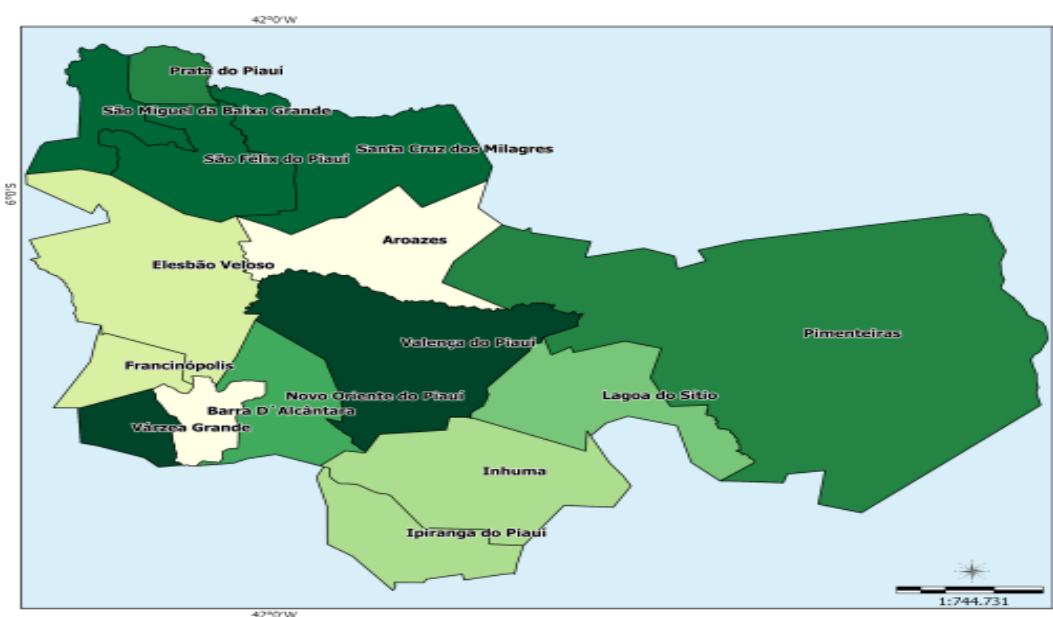 42°0'W
Prata do Piauí
São Miguel da Baixa Grande
Santa Cruz dos Milagres
São Félix do Piauí
6°0'S
Aroazes
Elesbão Veloso
Pimenteiras
Valença do Piauí
Francinópolis
Novo Oriente do Piauí
Lagoa do Sítio
Barra D´Alcântara
Várzea Grande
Inhuma
Ipiranga do Piauí
1:744.731
42°0'W